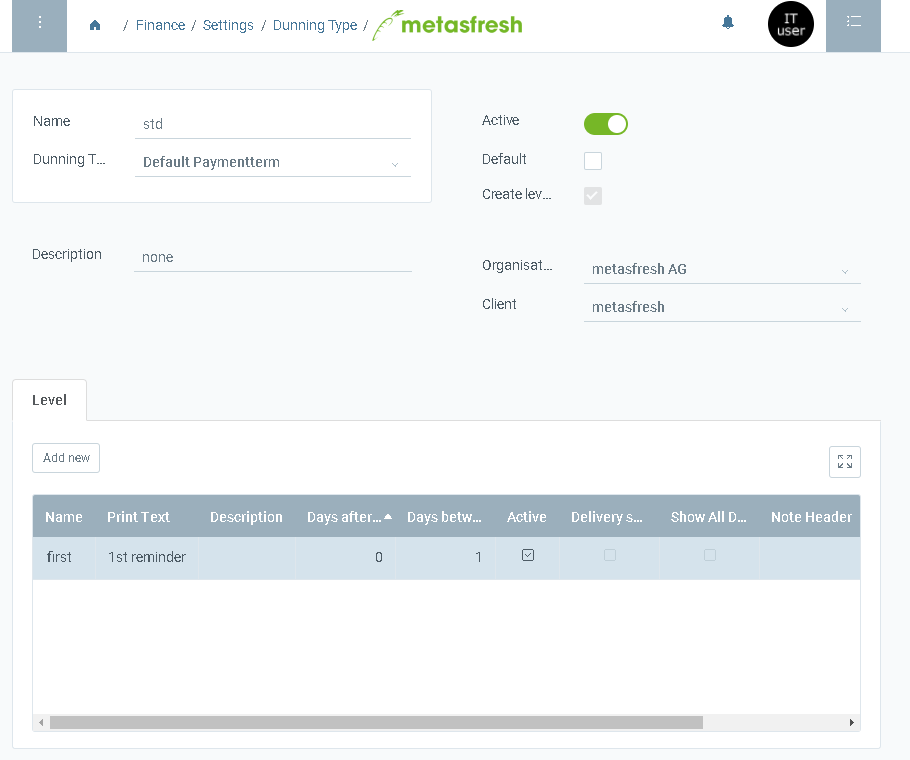 / Finance / Settings / Dunning Type / metasfresh
IT user
Name std
Dunning T... Default Paymentterm
Description none
Active
Default
Create lev...
Organisat... metasfresh AG
Client metasfresh
Level
Add new
Name Print Text Description Days after... Days betw... Active Delivery s... Show All D... Note Header
first 1st reminder 0 1